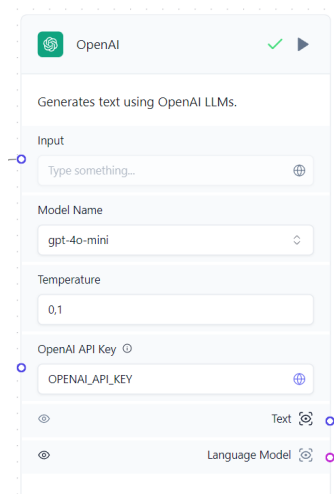 OpenAI
Generates text using OpenAI LLMs.
Input
Type something...
Model Name
gpt-4o-mini
Temperature
0,1
OpenAI API Key
OPENAI_API_KEY
Text
Language Model